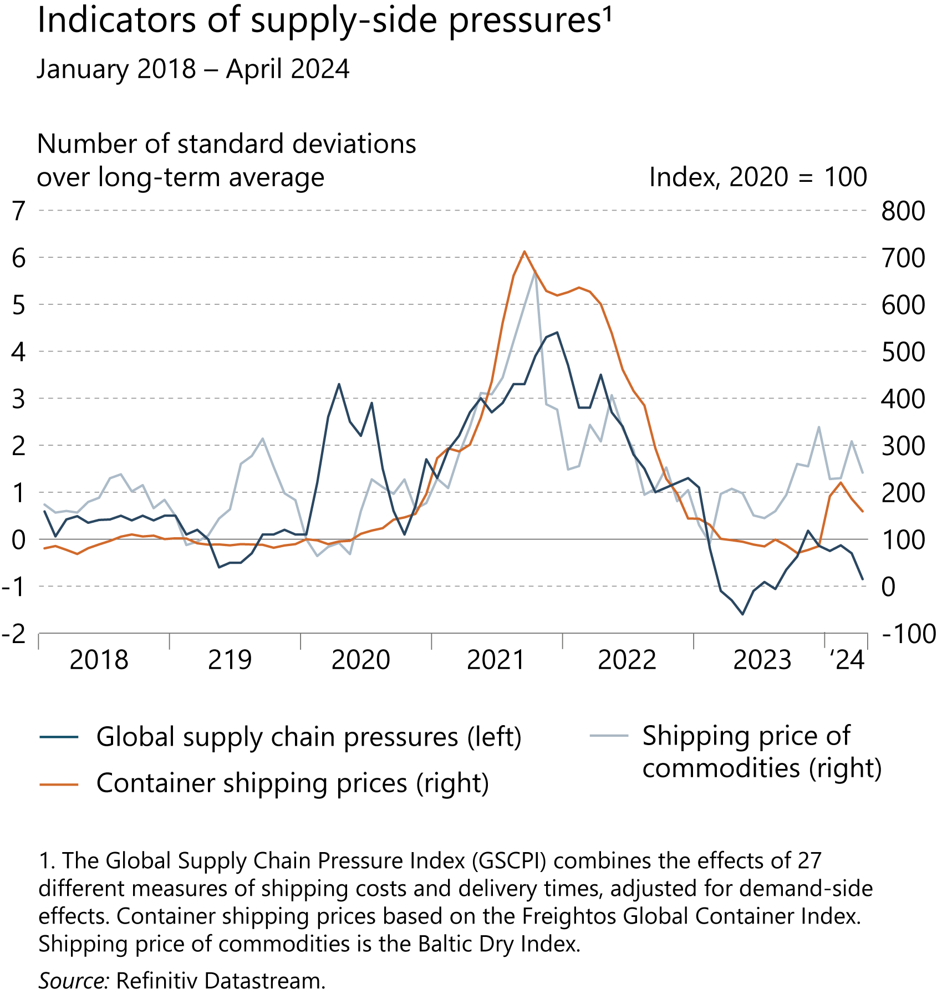 Indicators of supply-side pressures¹
January 2018 – April 2024
Number of standard deviations
over long-term average
Index, 2020 = 100
7 800
6 700
5 600
4 500
3 400
2 300
1 200
0 100
-1 0
-2 -100
2018 219 2020 2021 2022 2023 ‘24
Global supply chain pressures (left)
Container shipping prices (right)
Shipping price of
commodities (right)
1. The Global Supply Chain Pressure Index (GSCPI) combines the effects of 27
different measures of shipping costs and delivery times, adjusted for demand-side
effects. Container shipping prices based on the Freightos Global Container Index.
Shipping price of commodities is the Baltic Dry Index.
Source: Refinitiv Datastream.